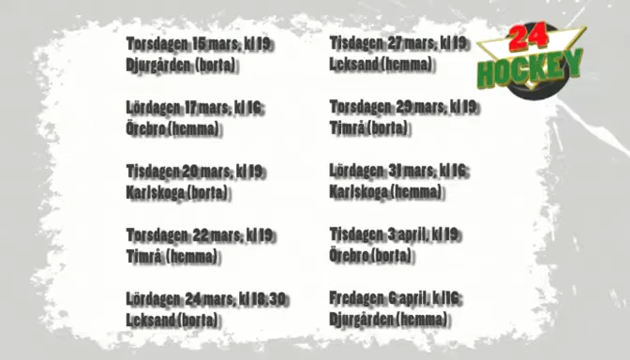 Torsdagen 15 mars, kl 19
Djurgården (borta)
Lördagen 17 mars, kl 16
Örebro (hemma)
Tisdagen 20 mars, kl 19
Karlskoga (borta)
Torsdagen 22 mars, kl 19
Timrå (hemma)
Lördagen 24 mars, kl 18.30
Leksand (borta)
Tisdagen 27 mars, kl 19
Leksand (hemma)
Torsdagen 29 mars, kl 19
Timrå (borta)
Lördagen 31 mars, kl 16
Karlskoga (hemma)
Tisdagen 3 april, kl 19
Örebro (borta)
Fredagen 6 april, kl 16
Djurgården (hemma)
24
HOCKEY